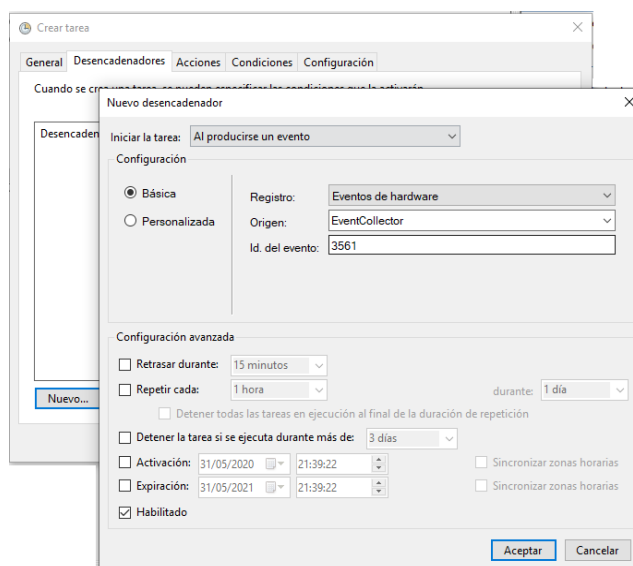 Crear tarea
General Desencadenadores Acciones Condiciones Configuración
Cuando se crea una tarea, se pueden especificar las condiciones que la activarán.
Nuevo desencadenador
Desencaden
Iniciar la tarea: Al producirse un evento
Configuración
Básica
Personalizada
Registro: Eventos de hardware
Origen: EventCollector
Id. del evento: 3561
Configuración avanzada
Retrasar durante: 15 minutos
Repetir cada: 1 hora durante: 1 día
Nuevo...
Detener todas las tareas en ejecución al final de la duración de repetición
Detener la tarea si se ejecuta durante más de: 3 días
Activación: 31/05/2020 21:39:22 Sincronizar zonas horarias
Expiración: 31/05/2021 21:39:22 Sincronizar zonas horarias
Habilitado
Aceptar Cancelar